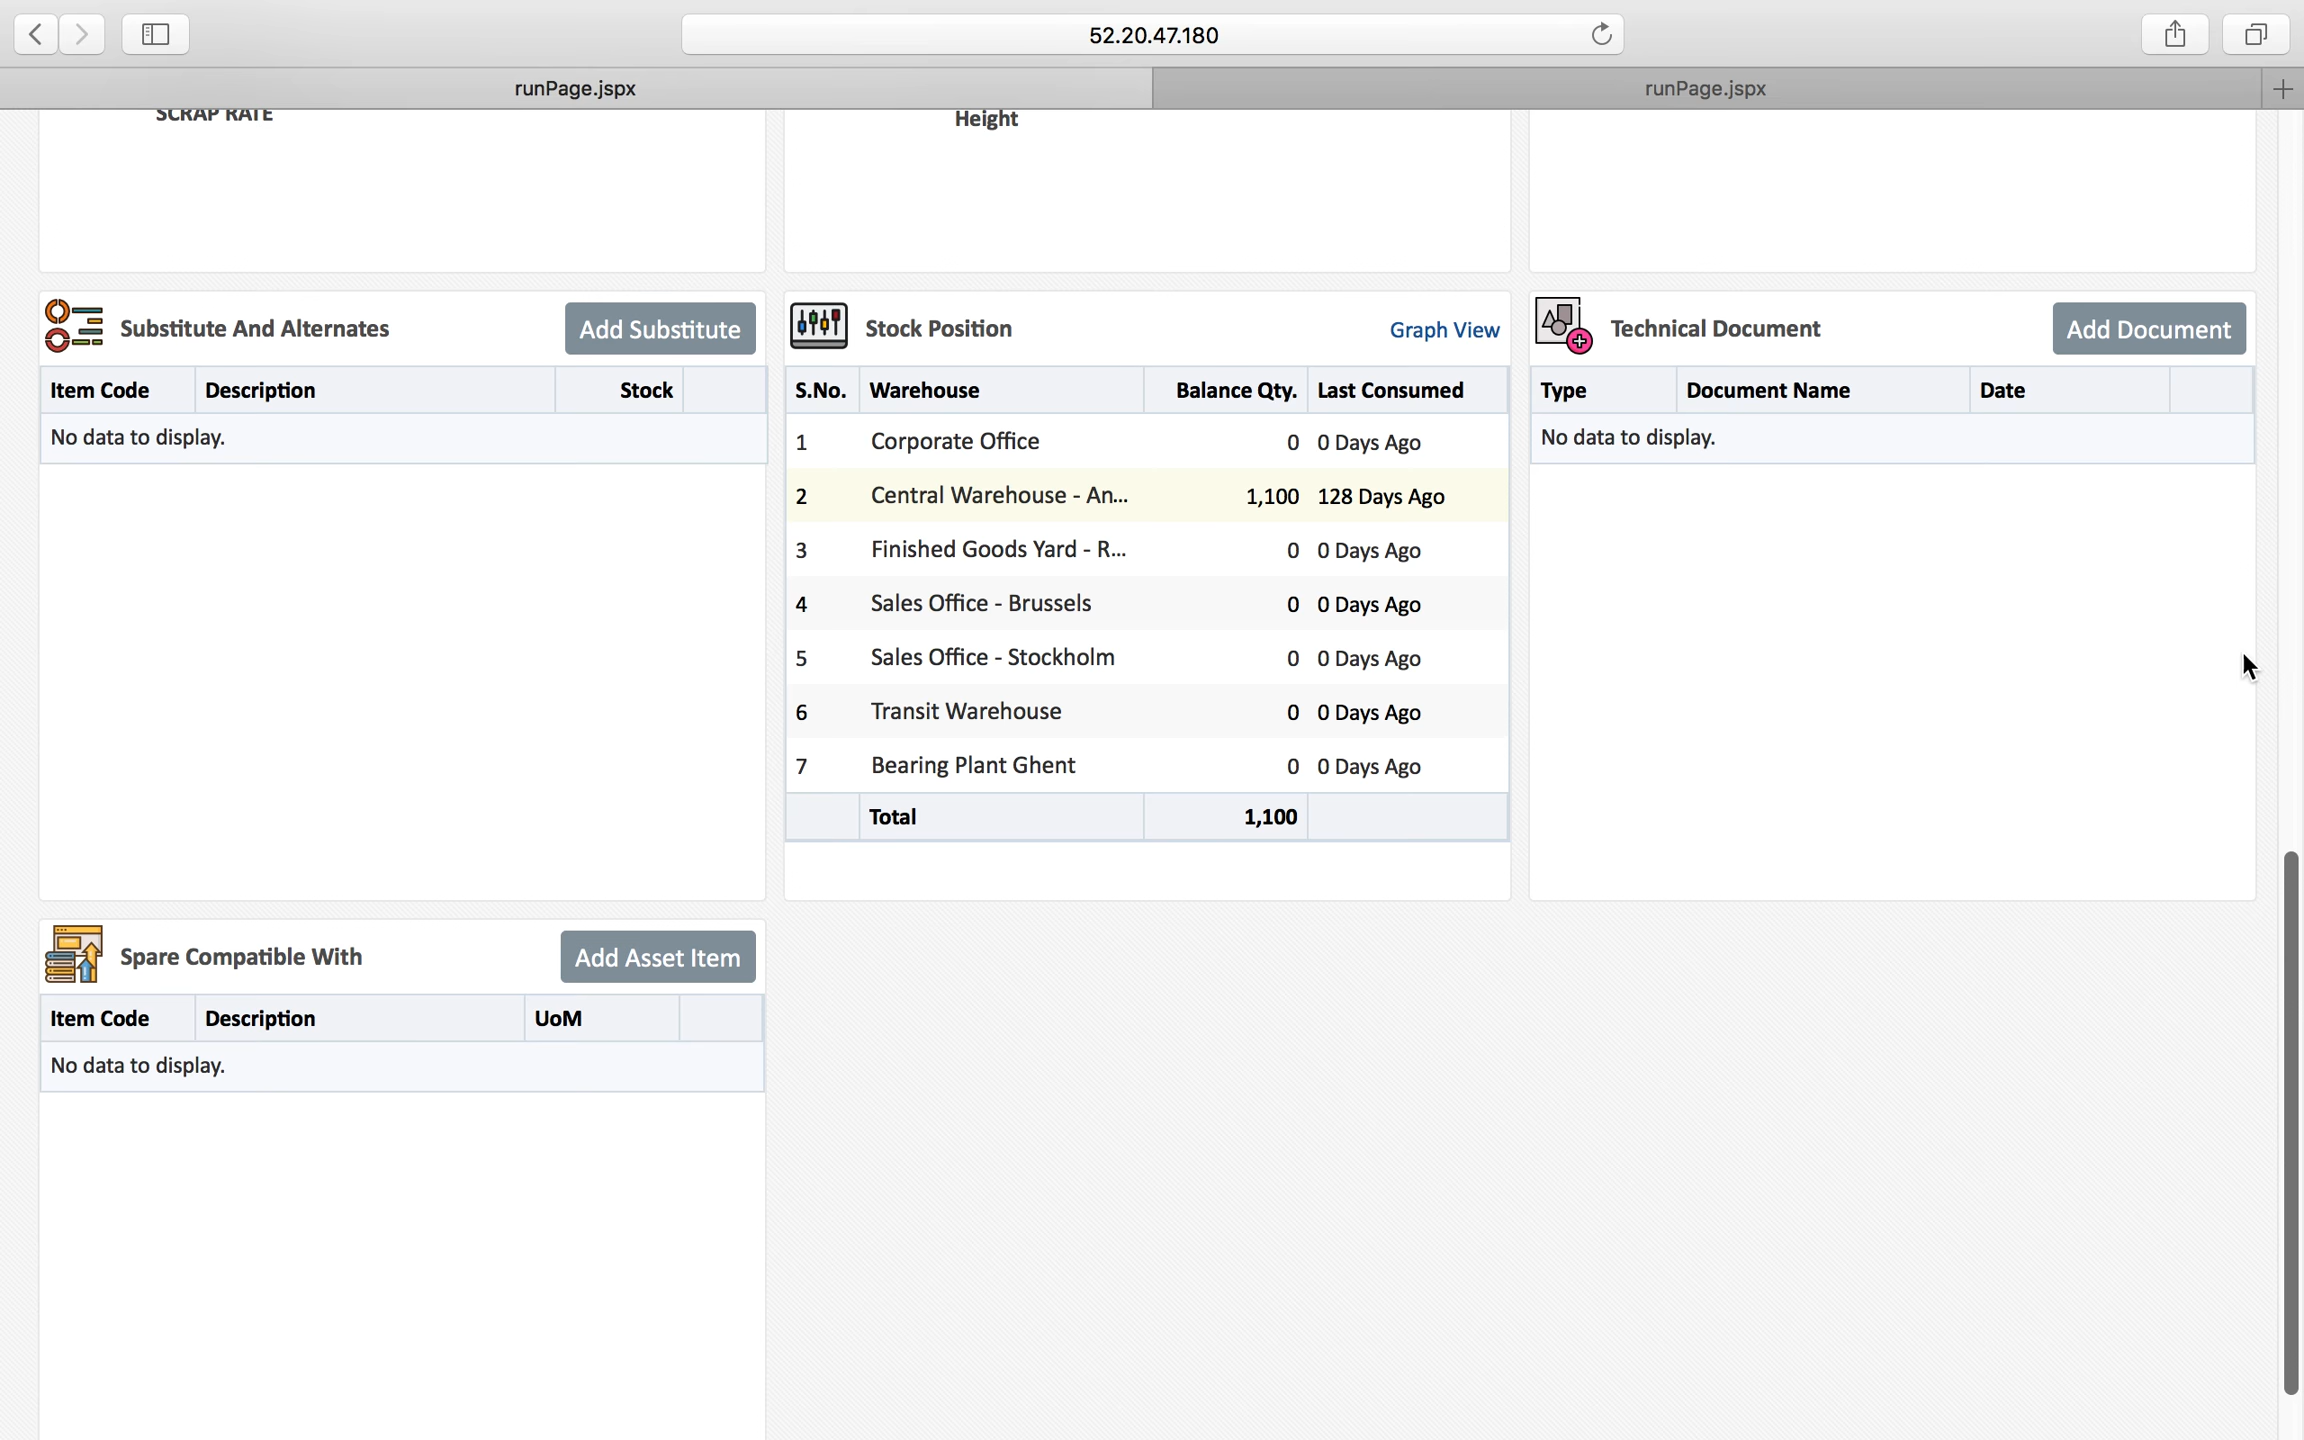 52.20.47.180
runPage.jspx
runPage.jspx
SCRAP RATE
Height
Substitute And Alternates
Add Substitute
Item Code Description Stock
No data to display.
Stock Position
Graph View
S.No. Warehouse Balance Qty. Last Consumed
1 Corporate Office 0 0 Days Ago
2 Central Warehouse - An... 1,100 128 Days Ago
3 Finished Goods Yard - R... 0 0 Days Ago
4 Sales Office - Brussels 0 0 Days Ago
5 Sales Office - Stockholm 0 0 Days Ago
6 Transit Warehouse 0 0 Days Ago
7 Bearing Plant Ghent 0 0 Days Ago
Total 1,100
Technical Document
Add Document
Type Document Name Date
No data to display.
Spare Compatible With
Add Asset Item
Item Code Description UoM
No data to display.